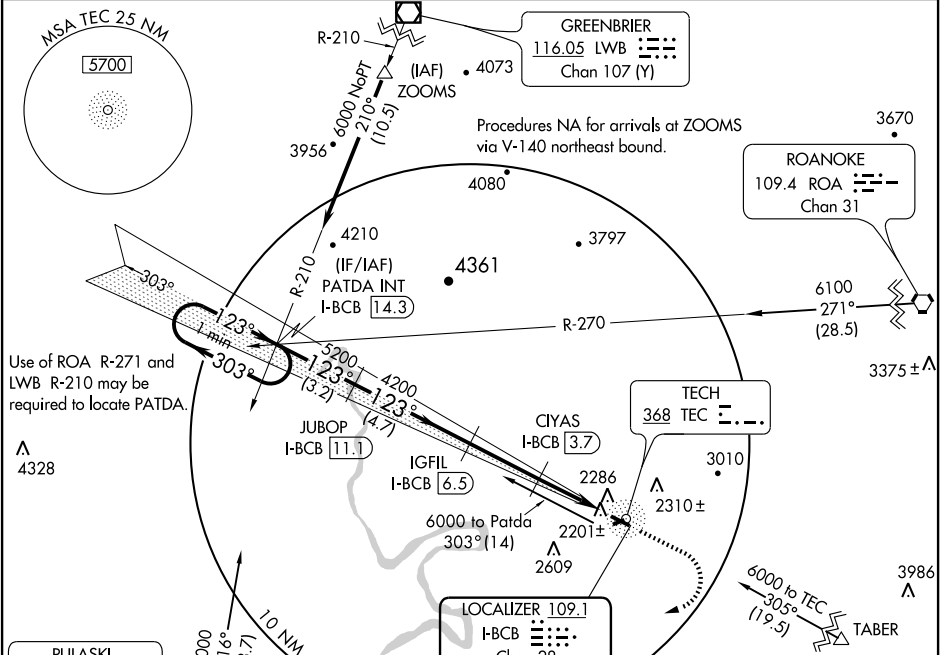 MSA TEC 25 NM
5700
R-210
(IAF)
ZOOMS
4073
GREENBRIER
116.05 LWB
Chan 107 (Y)
6000 NoPT
210°
(10.5)
3956
Procedures NA for arrivals at ZOOMS
via V-140 northeast bound.
3670
ROANOKE
109.4 ROA
Chan 31
4080
4210
3797
R-210
(IF/IAF)
PATDA INT
I-BCB 14.3
4361
303°
6100
271°
(28.5)
R-270
123°
1 min
303°
Use of ROA R-271 and
LWB R-210 may be
required to locate PATDA.
5200
123°
(3.2)
4200
123°
(4.7)
3375±
4328
JUBOP
I-BCB 11.1
CIYAS
I-BCB 3.7
TECH
368 TEC
IGFIL
I-BCB 6.5
3010
2286
2310±
2201±
6000 to Patda
303° (14)
2609
6000 to TEC
305°
(19.5)
TABER
3986
10 NM
LOCALIZER 109.1
I-BCB
PULASKI